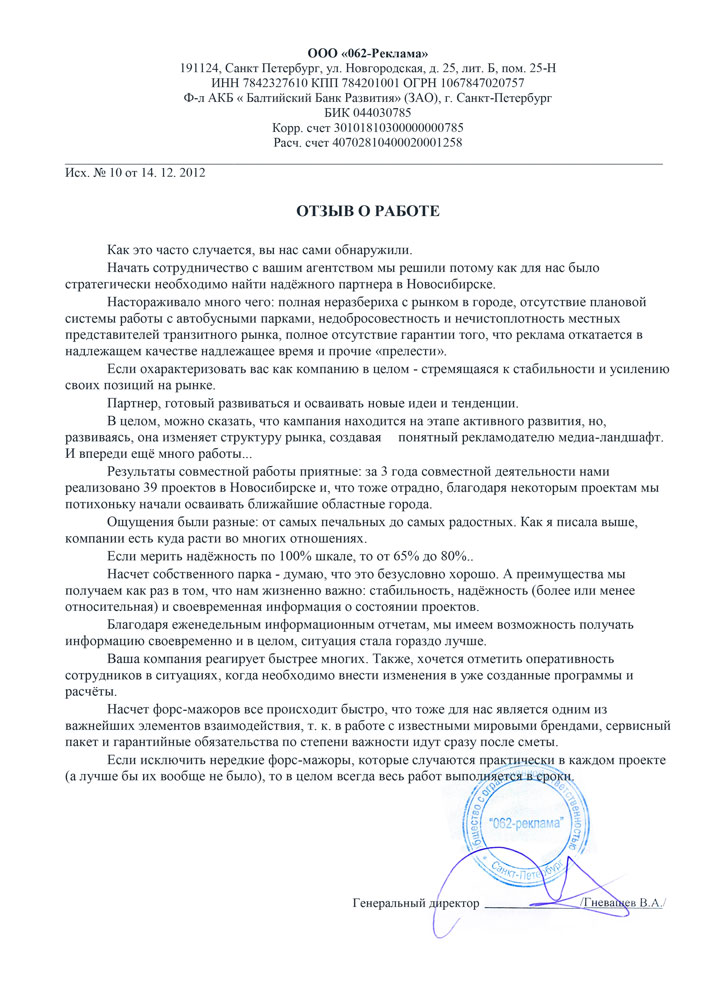 ООО «062-Реклама»
191124, Санкт Петербург, ул. Новгородская, д. 25, лит. Б, пом. 25-Н
ИНН 7842327610 КПП 784201001 ОГРН 1067847020757
Ф-л АКБ « Балтийский Банк Развития» (ЗАО), г. Санкт-Петербург
БИК 044030785
Корр. счет 30101810300000000785
Расч. счет 40702810400020001258
Исх. № 10 от 14. 12. 2012
ОТЗЫВ О РАБОТЕ
Как это часто случается, вы нас сами обнаружили.
Начать сотрудничество с вашим агентством мы решили потому как для нас было
стратегически необходимо найти надёжного партнера в Новосибирске.
Настораживало много чего: полная неразбериха с рынком в городе, отсутствие плановой
системы работы с автобусными парками, недобросовестность и нечистоплотность местных
представителей транзитного рынка, полное отсутствие гарантии того, что реклама откатается в
надлежащем качестве надлежащее время и прочие «прелести».
Если охарактеризовать вас как компанию в целом - стремящаяся к стабильности и усилению
своих позиций на рынке.
Партнер, готовый развиваться и осваивать новые идеи и тенденции.
В целом, можно сказать, что кампания находится на этапе активного развития, но,
развиваясь, она изменяет структуру рынка, создавая понятный рекламодателю медиа-ландшафт.
И впереди ещё много работы...
Результаты совместной работы приятные: за 3 года совместной деятельности нами
реализовано 39 проектов в Новосибирске и, что тоже отрадно, благодаря некоторым проектам мы
потихоньку начали осваивать ближайшие областные города.
Ощущения были разные: от самых печальных до самых радостных. Как я писала выше,
компании есть куда расти во многих отношениях.
Если мерить надёжность по 100% шкале, то от 65% до 80%..
Насчет собственного парка - думаю, что это безусловно хорошо. А преимущества мы
получаем как раз в том, что нам жизненно важно: стабильность, надёжность (более или менее
относительная) и своевременная информация о состоянии проектов.
Благодаря еженедельным информационным отчетам, мы имеем возможность получать
информацию своевременно и в целом, ситуация стала гораздо лучше.
Ваша компания реагирует быстрее многих. Также, хочется отметить оперативность
сотрудников в ситуациях, когда необходимо внести изменения в уже созданные программы и
расчёты.
Насчет форс-мажоров все происходит быстро, что тоже для нас является одним из
важнейших элементов взаимодействия, т. к. в работе с известными мировыми брендами, сервисный
пакет и гарантийные обязательства по степени важности идут сразу после сметы.
Если исключить нередкие форс-мажоры, которые случаются практически в каждом проекте
(а лучше бы их вообще не было), то в целом всегда весь работ выполняется в сроки.
"062-реклама"
Санкт-Петербург
Генеральный директор /Гневашев В.А./